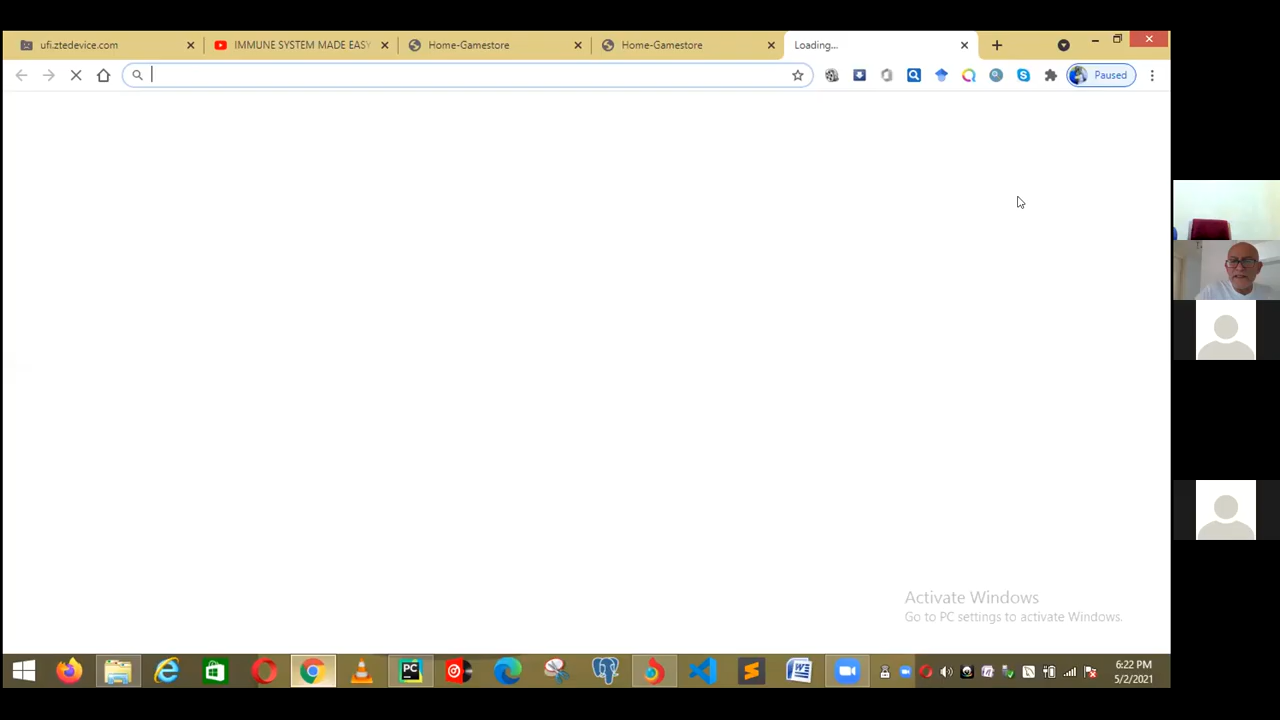 ufi.ztedevice.com
IMMUNE SYSTEM MADE EASY
Home-Gamestore
Home-Gamestore
Loading...
Paused
Activate Windows
Go to PC settings to activate Windows.
PC
6:22 PM
5/2/2021